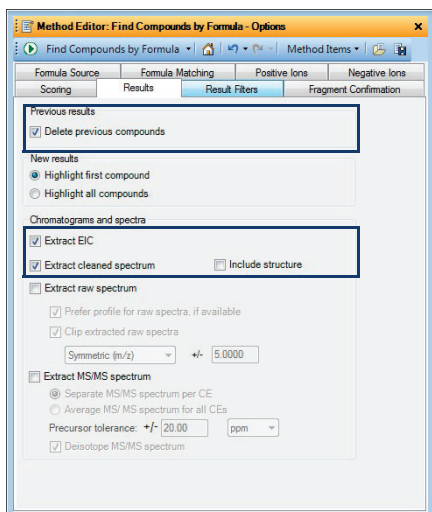 Method Editor: Find Compounds by Formula - Options
Find Compounds by Formula Method Items
Formula Source Formula Matching Positive Ions Negative Ions
Scoring Results Result Filters Fragment Confirmation
Previous results
Delete previous compounds
New results
Highlight first compound
Highlight all compounds
Chromatograms and spectra
Extract EIC
Extract cleaned spectrum Include structure
Extract raw spectrum
Prefer profile for raw spectra, if available
Clip extracted raw spectra
Symmetric (m/z) +/- 5.0000
Extract MS/MS spectrum
Separate MS/MS spectrum per CE
Average MS/ MS spectrum for all CEs
Precursor tolerance: +/- 20.00 ppm
Deisotope MS/MS spectrum